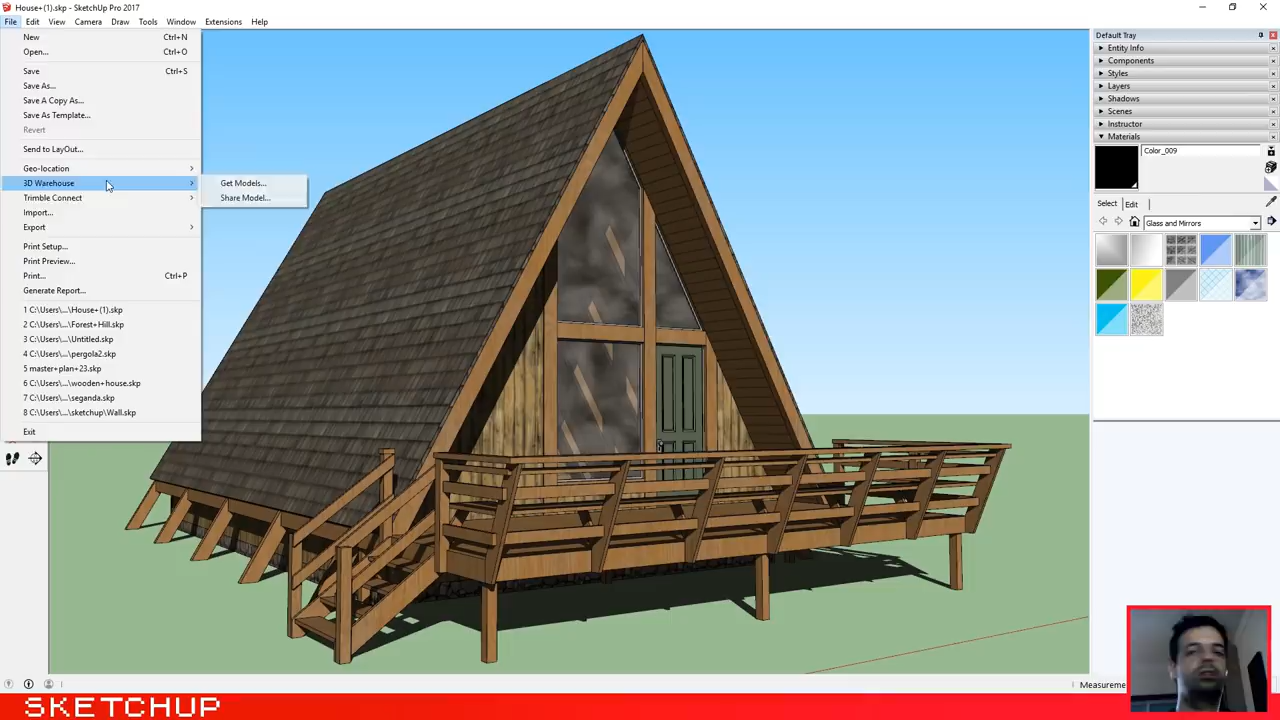 House+(1).skp - SketchUp Pro 2017
File Edit View Camera Draw Tools Window Extensions Help
New Ctrl+N
Open... Ctrl+O
Save Ctrl+S
Save As...
Save A Copy As...
Save As Template...
Revert
Send to LayOut...
Geo-location
3D Warehouse
Get Models...
Share Model...
Trimble Connect
Import...
Export
Print Setup...
Print Preview...
Print... Ctrl+P
Generate Report...
1 C:\Users\...\House+(1).skp
2 C:\Users\...\Forest+Hill.skp
3 C:\Users\...\Untitled.skp
4 C:\Users\...\pergola2.skp
5 master+plan+23.skp
6 C:\Users\...\wooden+house.skp
7 C:\Users\...\seganda.skp
8 C:\Users\...\sketchup\Wall.skp
Exit
Default Tray
Entity Info
Components
Styles
Layers
Shadows
Scenes
Instructor
Materials
Color_009
Select Edit
Glass and Mirrors
Measureme
SKETCHUP